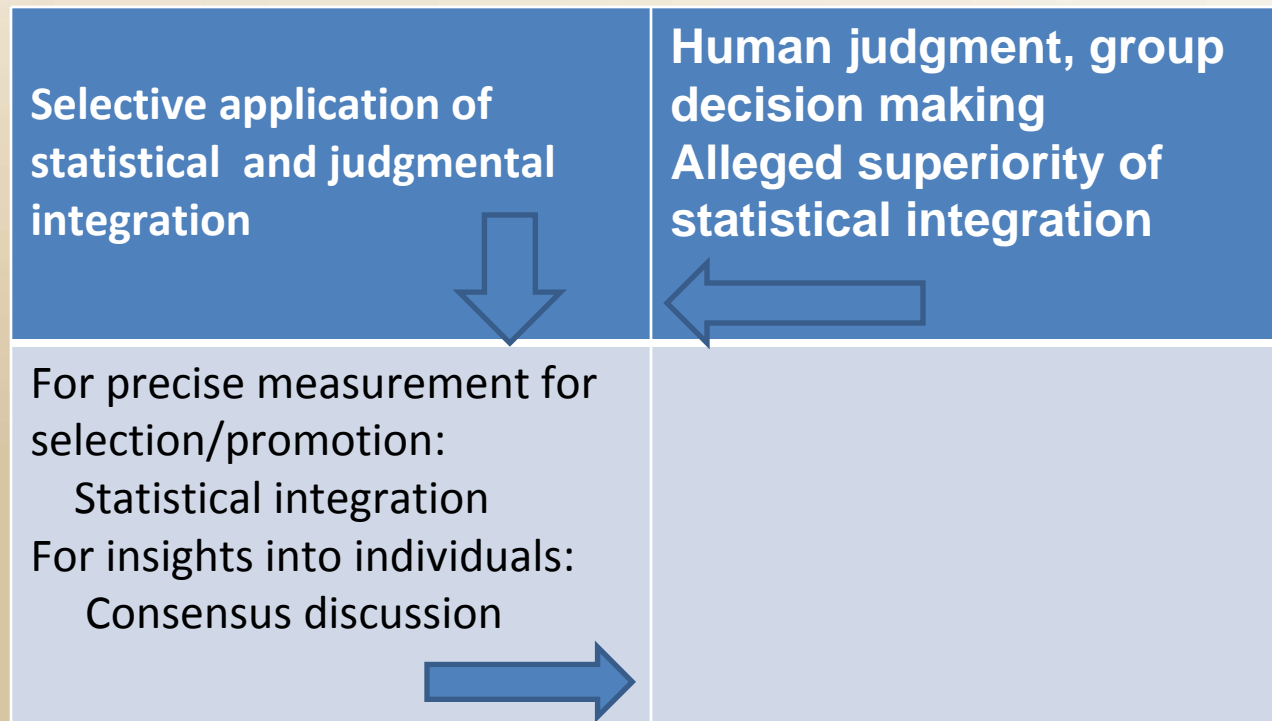 Selective application of
statistical  and judgmental
integration
Human judgment, group
decision making
Alleged superiority of
statistical integration
For precise measurement for
selection/promotion:
Statistical integration
For insights into individuals:
Consensus discussion